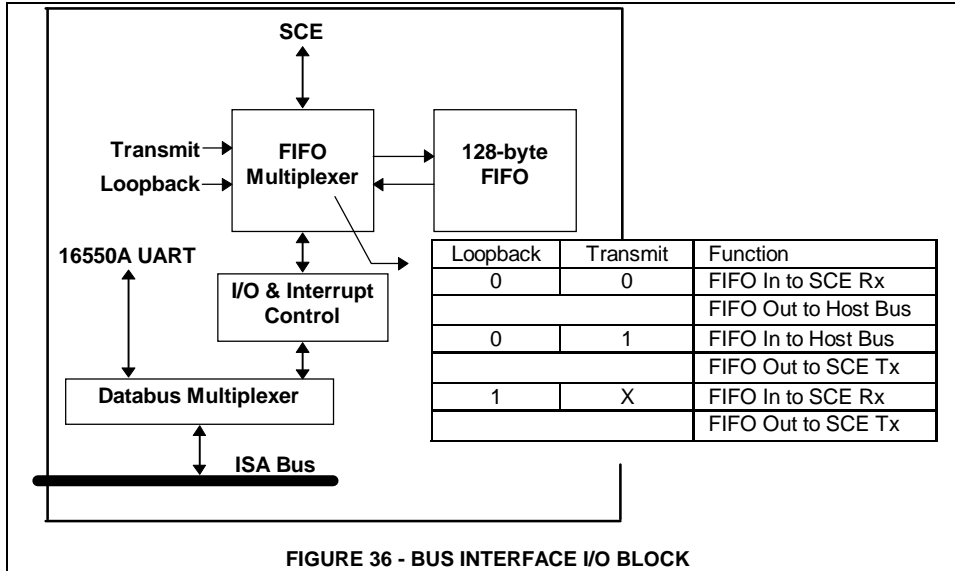 SCE
Transmit
Loopback
FIFO
Multiplexer
128-byte
FIFO
16550A UART
I/O & Interrupt
Control
Databus Multiplexer
ISA Bus
Loopback Transmit Function
0 0 FIFO In to SCE Rx
FIFO Out to Host Bus
0 1 FIFO In to Host Bus
FIFO Out to SCE Tx
1 X FIFO In to SCE Rx
FIFO Out to SCE Tx
FIGURE 36 - BUS INTERFACE I/O BLOCK